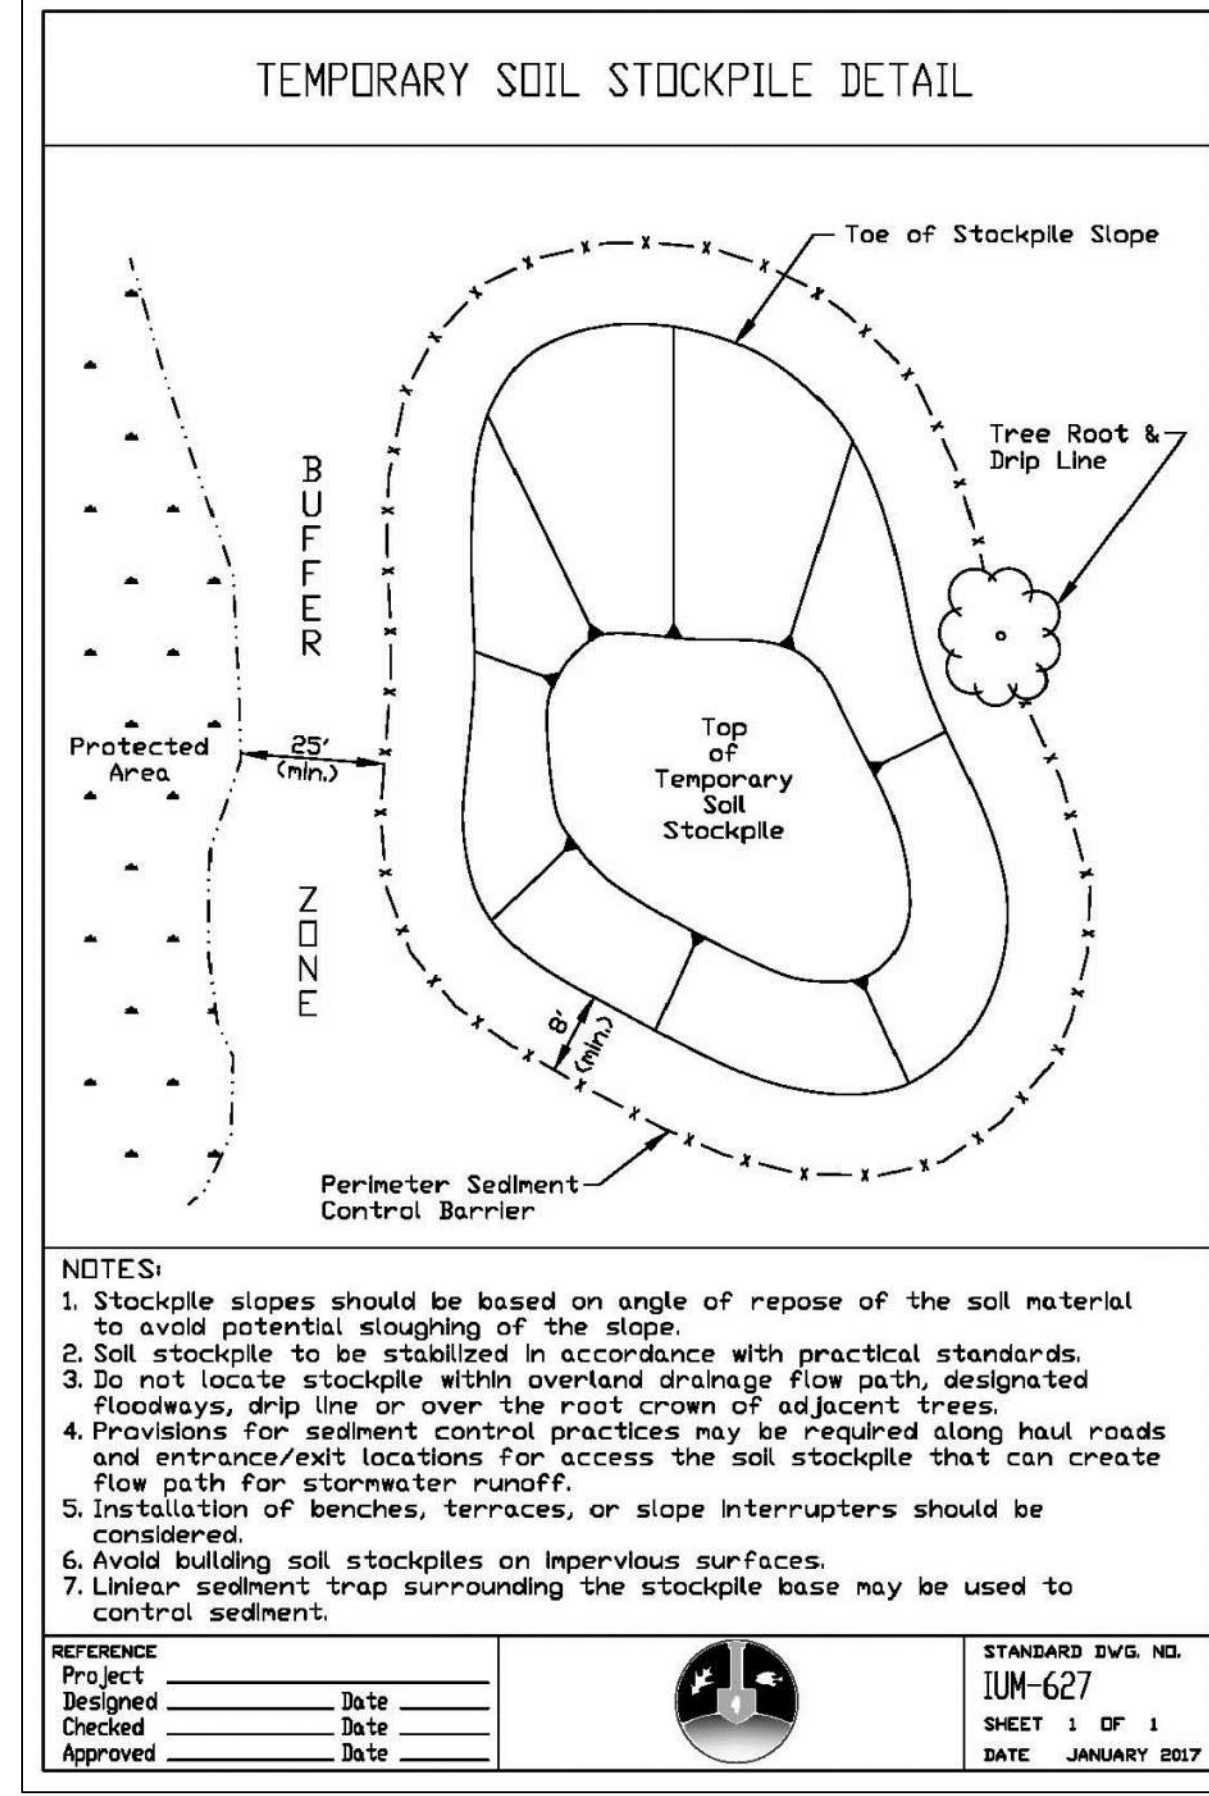 TEMPORARY SOIL STOCKPILE DETAIL
Toe of Stockpile Slope
Tree Root &
Drip Line
BUFFER
Protected
Area
25'
(min.)
Top
of
Temporary
Soil
Stockpile
ZONE
8'
(min.)
Perimeter Sediment
Control Barrier
NOTES:
1. Stockpile slopes should be based on angle of repose of the soil material
to avoid potential sloughing of the slope.
2. Soil stockpile to be stabilized in accordance with practical standards.
3. Do not locate stockpile within overland drainage flow path, designated
floodways, drip line or over the root crown of adjacent trees.
4. Provisions for sediment control practices may be required along haul roads
and entrance/exit locations for access the soil stockpile that can create
flow path for stormwater runoff.
5. Installation of benches, terraces, or slope interrupters should be
considered.
6. Avoid building soil stockpiles on impervious surfaces.
7. Liniear sediment trap surrounding the stockpile base may be used to
control sediment.
REFERENCE
Project
Designed Date
Checked Date
Approved Date
STANDARD DWG. NO.
IUM-627
SHEET 1 OF 1
DATE JANUARY 2017